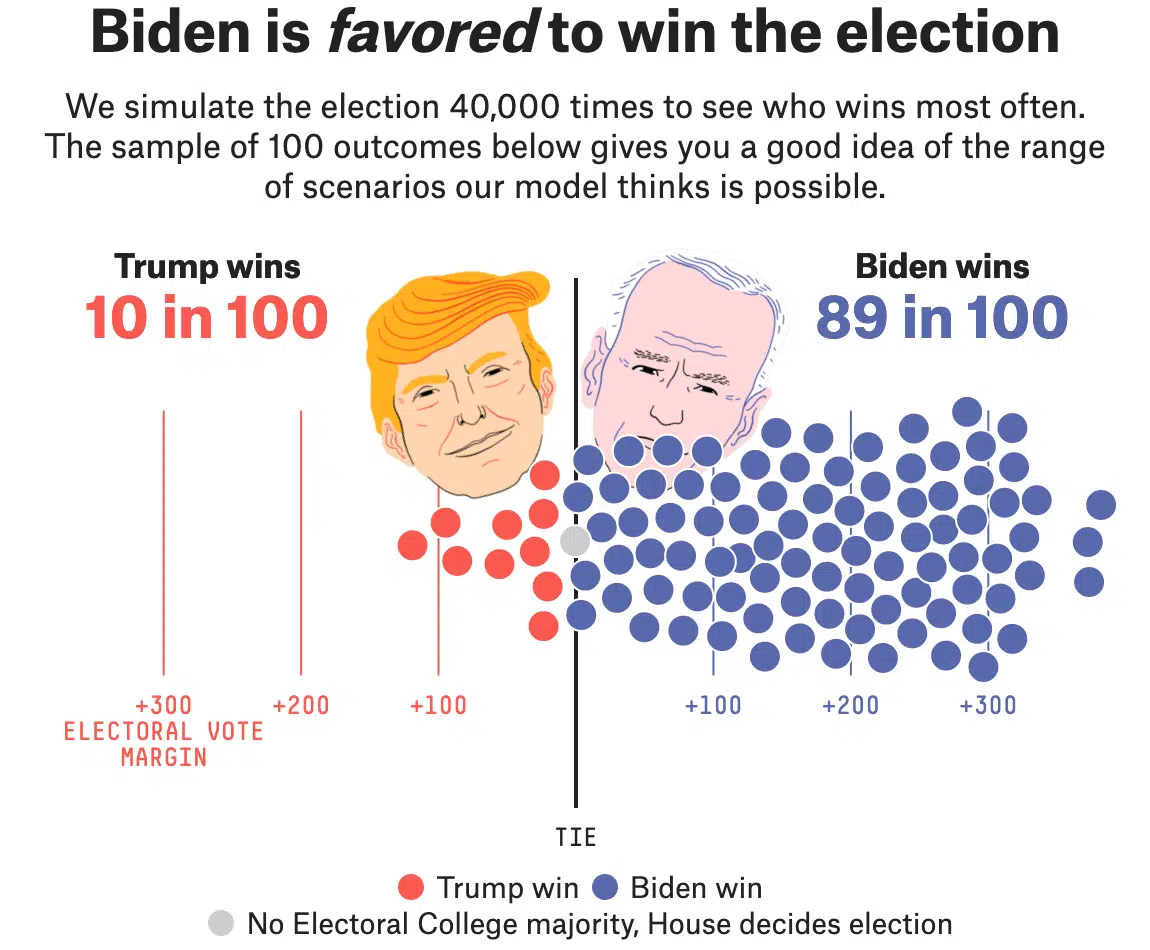 Biden is favored to win the election
We simulate the election 40,000 times to see who wins most often.
The sample of 100 outcomes below gives you a good idea of the range
of scenarios our model thinks is possible.
Trump wins
10 in 100
Biden wins
89 in 100
+300
+200
+100
+100
+200
+300
ELECTORAL VOTE
MARGIN
TIE
Trump win
Biden win
No Electoral College majority, House decides election